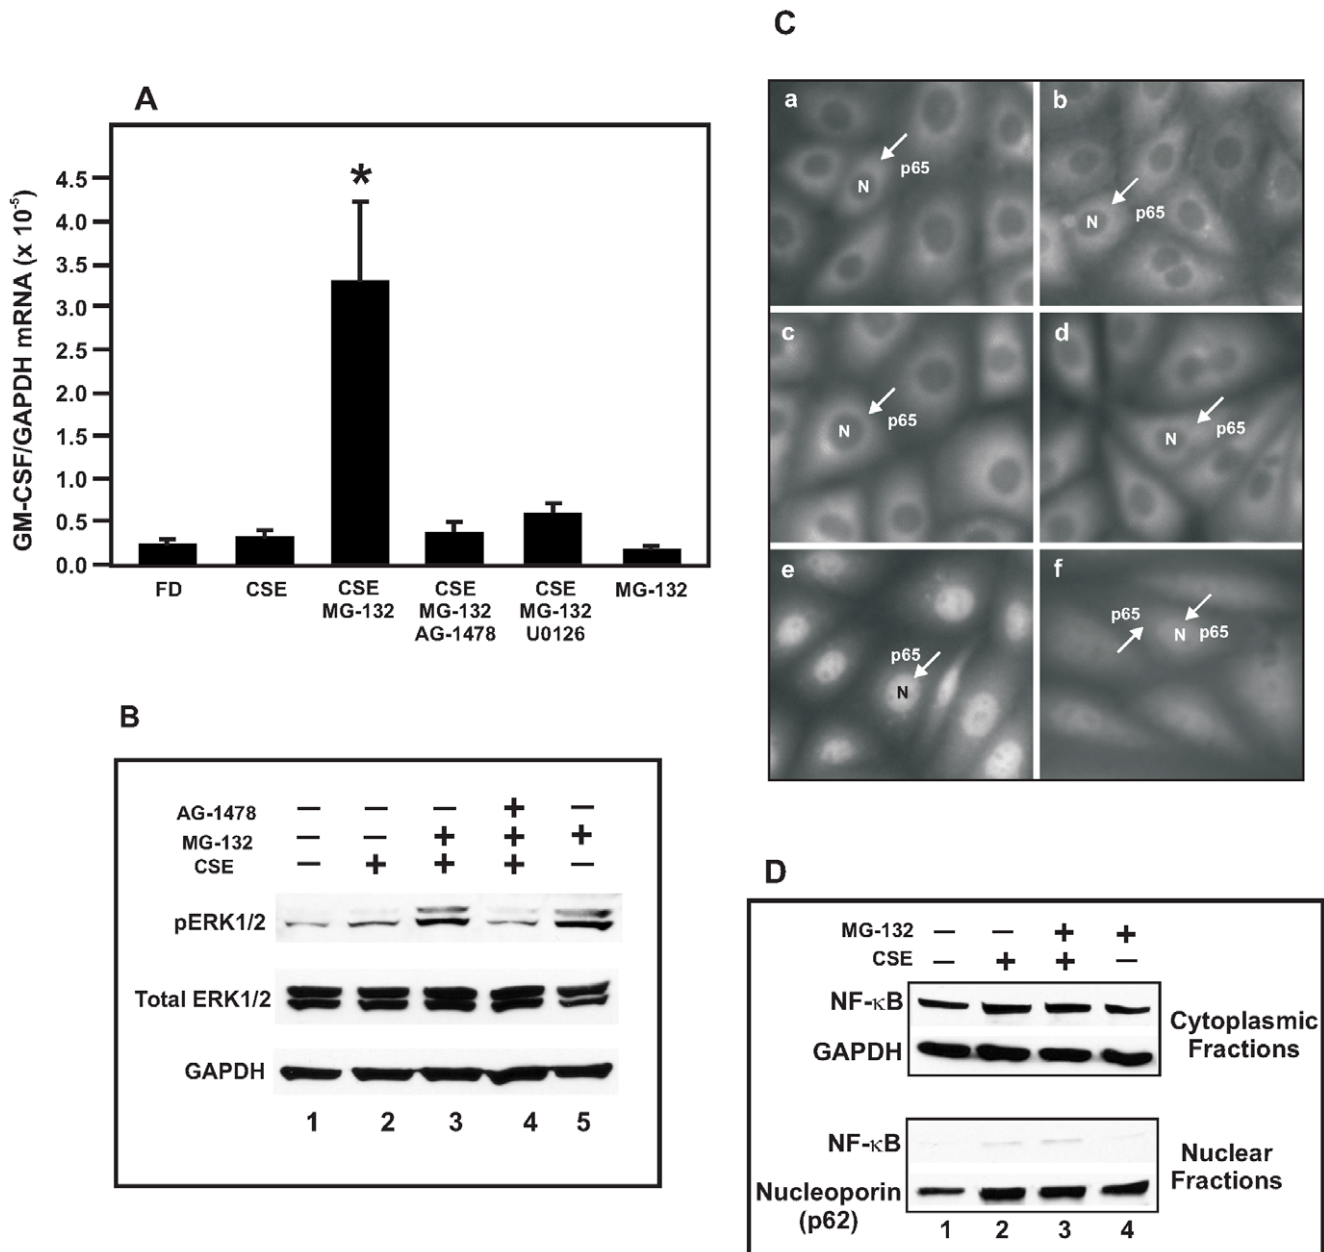 A
GM-CSF/GAPDH mRNA (x 10⁻⁵)
4.5
4.0
3.5
3.0
2.5
2.0
1.5
1.0
0.5
0.0
*
FD
CSE
CSE
MG-132
CSE
MG-132
AG-1478
CSE
MG-132
U0126
MG-132
B
AG-1478 – – – + –
MG-132 – – + + +
CSE – + + + –
pERK1/2
Total ERK1/2
GAPDH
1 2 3 4 5
C
a
p65
N
b
p65
N
c
p65
N
d
p65
N
e
p65
N
f
p65
N p65
D
MG-132 – – + +
CSE – + + –
NF-κB
GAPDH
Cytoplasmic
Fractions
NF-κB
Nucleoporin
(p62)
Nuclear
Fractions
1 2 3 4